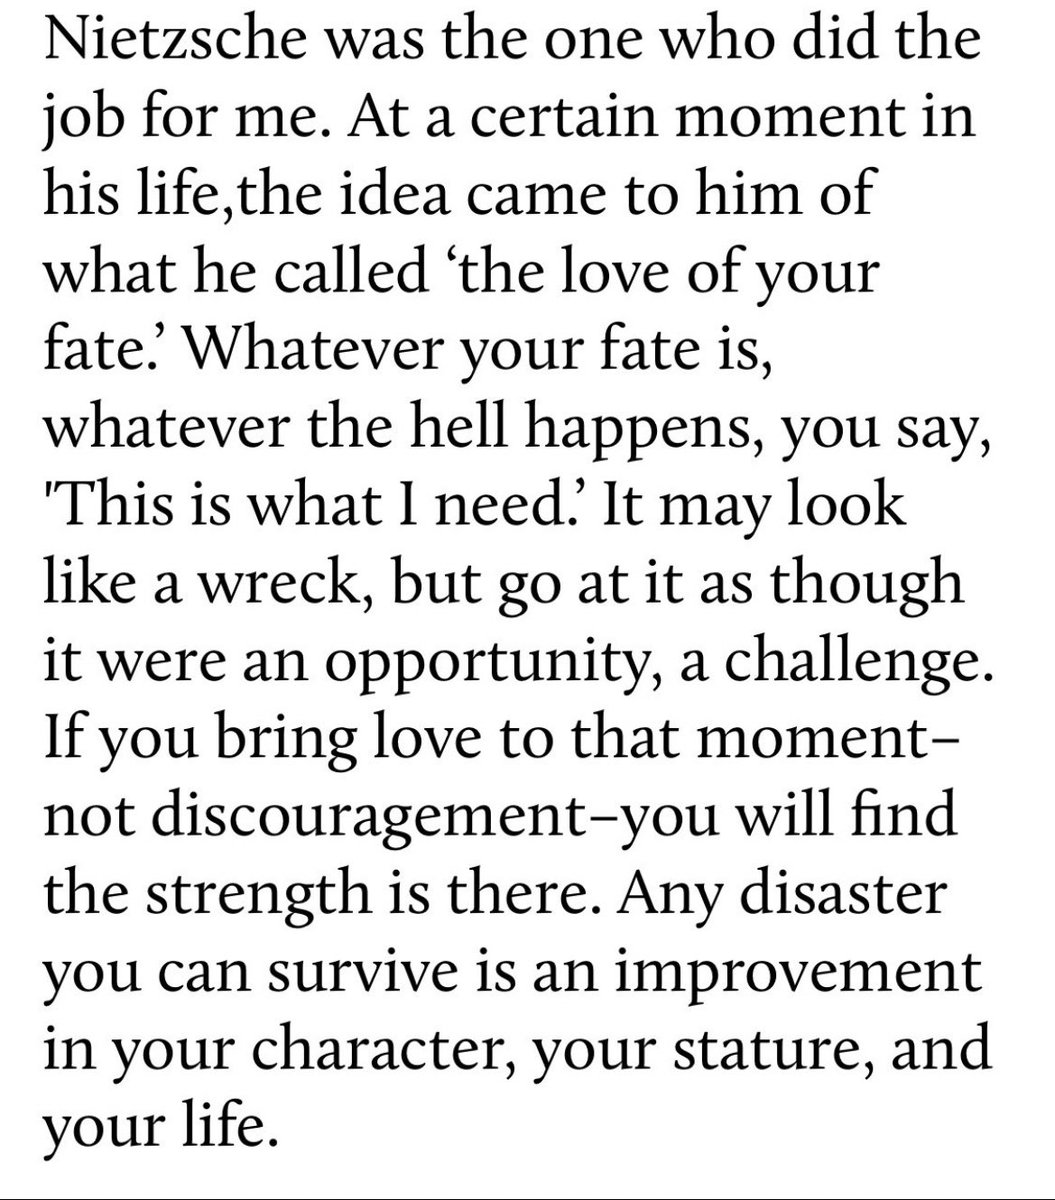 Nietzsche was the one who did the
job for me. At a certain moment in
his life,the idea came to him of
what he called ‘the love of your
fate.’ Whatever your fate is,
whatever the hell happens, you say,
'This is what I need.’ It may look
like a wreck, but go at it as though
it were an opportunity, a challenge.
If you bring love to that moment–
not discouragement–you will find
the strength is there. Any disaster
you can survive is an improvement
in your character, your stature, and
your life.